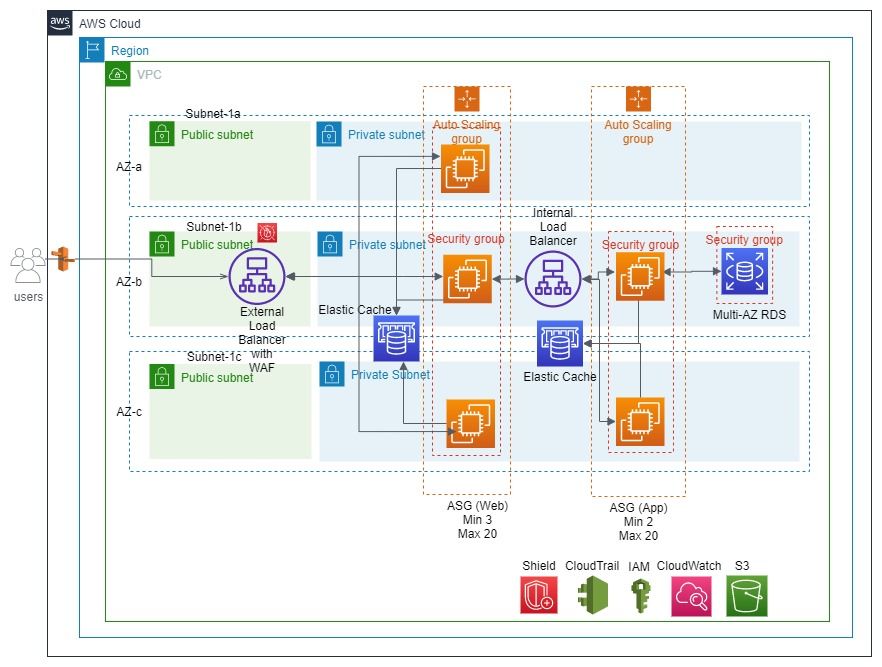 aws
AWS Cloud
Region
VPC
Subnet-1a
Public subnet
Private subnet
Auto Scaling
group
Auto Scaling
group
AZ-a
Subnet-1b
Public subnet
Private subnet
Security group
Internal
Load
Balancer
Security group
Security group
AZ-b
users
External
Load
Balancer
with
WAF
Elastic Cache
Multi-AZ RDS
Subnet-1c
Public subnet
Private Subnet
Elastic Cache
AZ-c
ASG (Web)
Min 3
Max 20
ASG (App)
Min 2
Max 20
Shield
CloudTrail
IAM
CloudWatch
S3